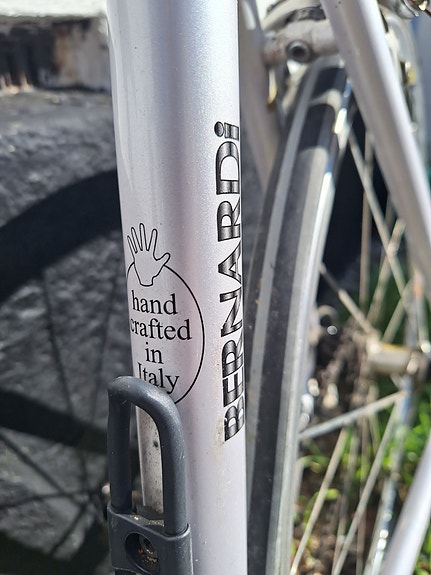 hand
crafted
in
Italy
BERNARDi